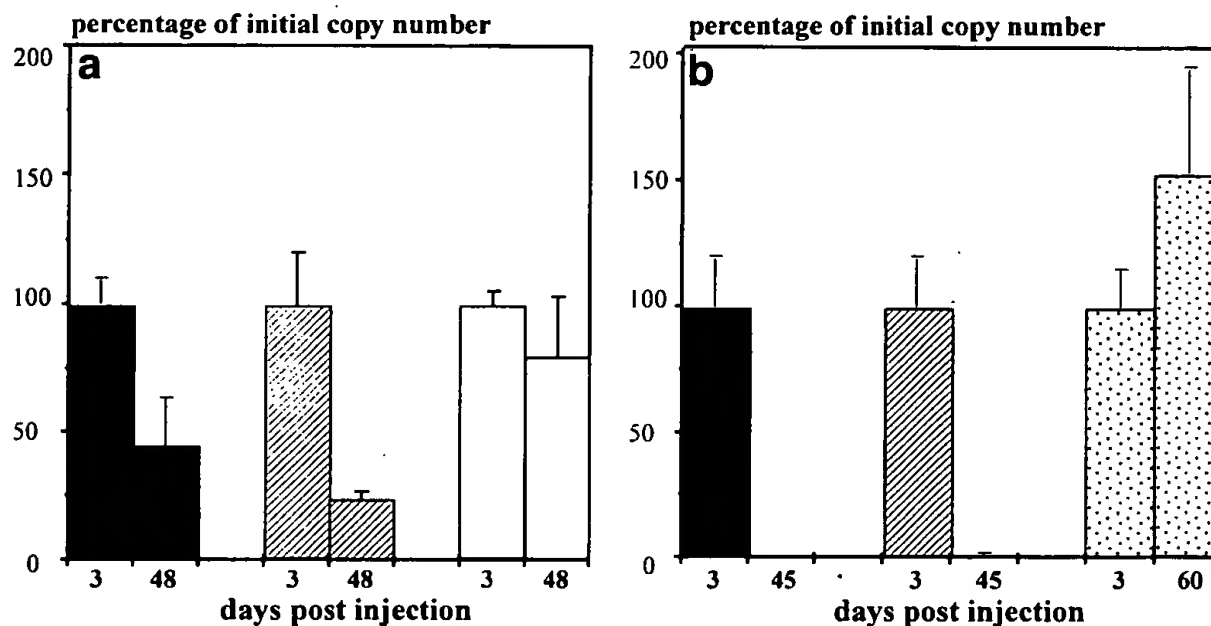 percentage of initial copy number
a
200
150
100
50
0
3 48 3 48 3 48
days post injection
percentage of initial copy number
b
200
150
100
50
0
3 45 3 45 3 60
days post injection